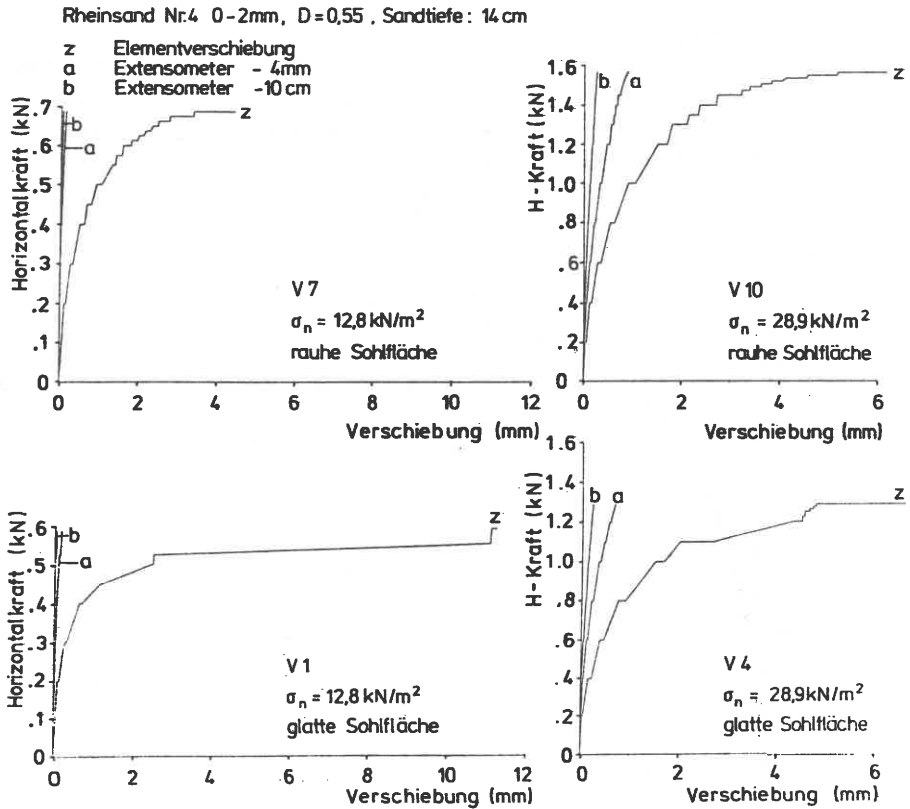 Rheinsand Nr.4 0-2mm, D=0,55, Sandtiefe: 14cm
z Elementverschiebung
a Extensometer - 4mm
b Extensometer -10cm
Horizontalkraft (kN)
.7
.6
.5
.4
.3
.2
.1
0
b
a
z
V 7
σn = 12,8 kN/m²
rauhe Sohlfläche
0 2 4 6 8 10 12
Verschiebung (mm)
H-Kraft (kN)
1.6
1.4
1.2
1.0
.8
.6
.4
.2
0
b a
z
V 10
σn = 28,9 kN/m²
rauhe Sohlfläche
0 2 4 6
Verschiebung (mm)
Horizontalkraft (kN)
.6
.5
.4
.3
.2
.1
0
b
a
z
V 1
σn = 12,8 kN/m²
glatte Sohlfläche
0 2 4 6 8 10 12
Verschiebung (mm)
H-Kraft (kN)
1.6
1.4
1.2
1.0
.8
.6
.4
.2
0
b a
z
V 4
σn = 28,9kN/m²
glatte Sohlfläche
0 2 4 6
Verschiebung (mm)